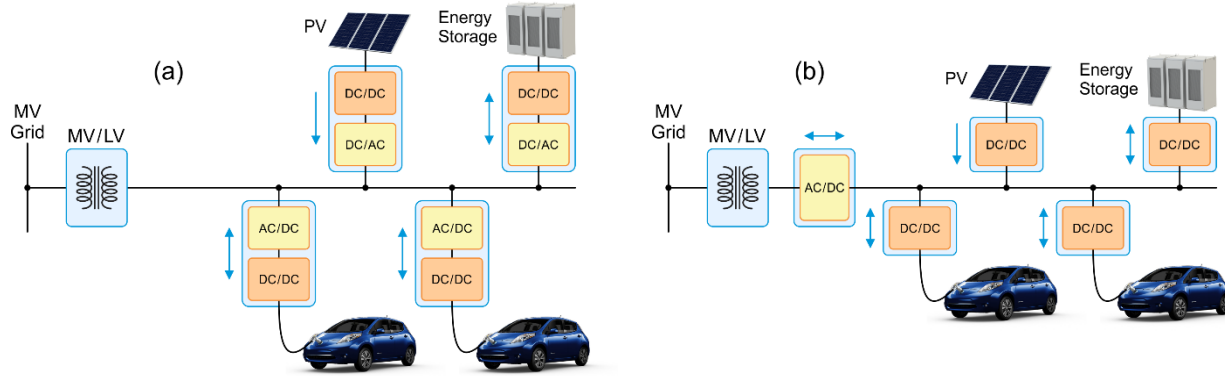 (a)
PV
Energy
Storage
DC/DC
DC/AC
DC/DC
DC/AC
MV
Grid
MV/LV
AC/DC
DC/DC
AC/DC
DC/DC
(b)
PV
Energy
Storage
MV
Grid
MV/LV
AC/DC
DC/DC
DC/DC
DC/DC
DC/DC